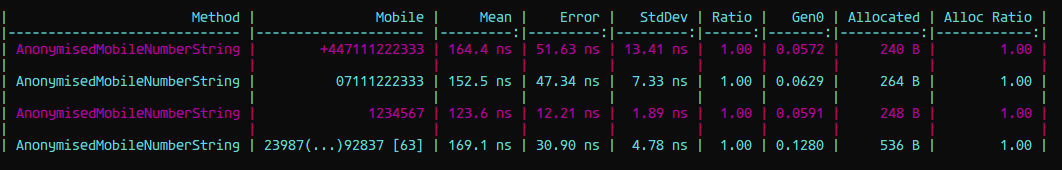 |                     Method |              Mobile |     Mean |    Error |   StdDev | Ratio |   Gen0 | Allocated | Alloc Ratio |
|--------------------------- |-------------------- |---------:|---------:|---------:|------:|-------:|----------:|------------:|
| AnonymisedMobileNumberString |       +447111222333 | 164.4 ns | 51.63 ns | 13.41 ns |  1.00 | 0.0572 |     240 B |        1.00 |
| AnonymisedMobileNumberString |         07111222333 | 152.5 ns | 47.34 ns |  7.33 ns |  1.00 | 0.0629 |     264 B |        1.00 |
| AnonymisedMobileNumberString |             1234567 | 123.6 ns | 12.21 ns |  1.89 ns |  1.00 | 0.0591 |     248 B |        1.00 |
| AnonymisedMobileNumberString | 23987(...)92837 [63] | 169.1 ns | 30.90 ns |  4.78 ns |  1.00 | 0.1280 |     536 B |        1.00 |